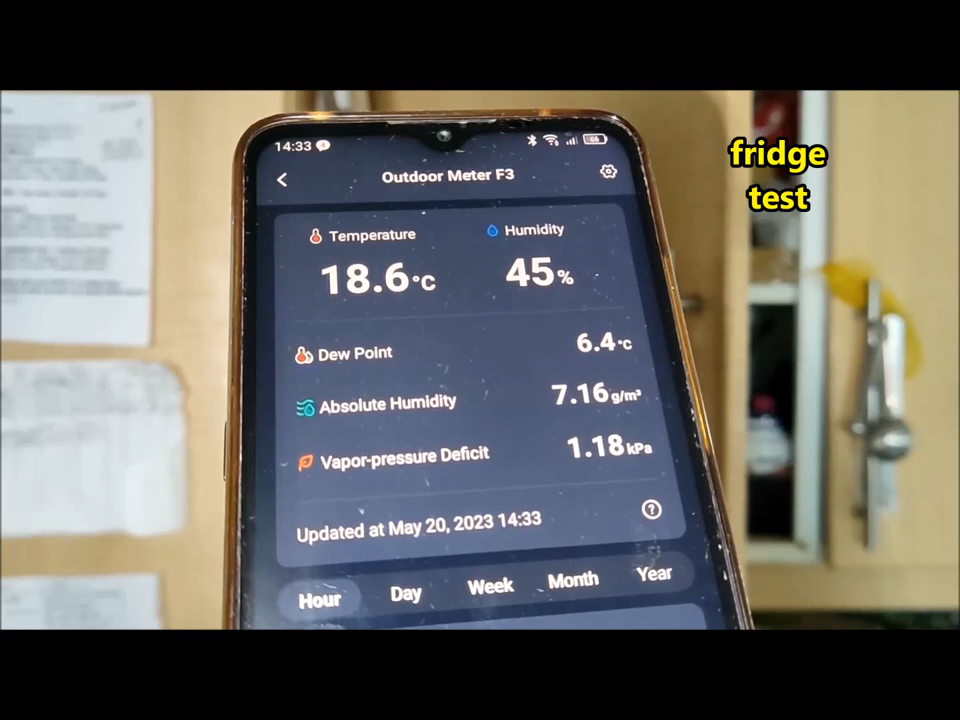 fridge
test
14:33
66
Outdoor Meter F3
Temperature
Humidity
18.6°C
45%
Dew Point
6.4°C
Absolute Humidity
7.16g/m³
Vapor-pressure Deficit
1.18kPa
Updated at May 20, 2023 14:33
?
Hour Day Week Month Year